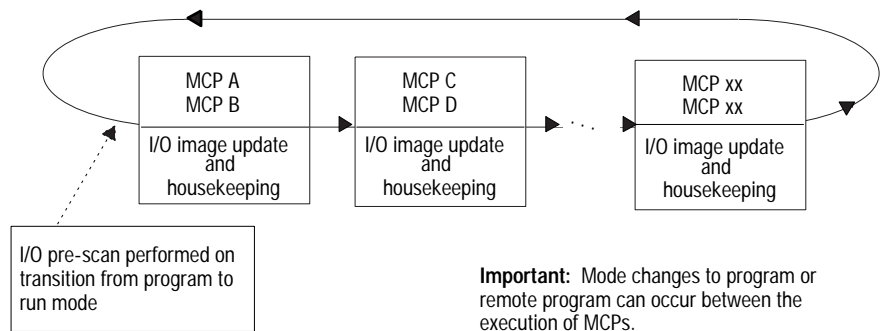 MCP A
MCP B
I/O image update
and
housekeeping
MCP C
MCP D
I/O image update
and
housekeeping
. . .
MCP xx
MCP xx
I/O image update
and
housekeeping
I/O pre-scan performed on
transition from program to
run mode
Important: Mode changes to program or
remote program can occur between the
execution of MCPs.